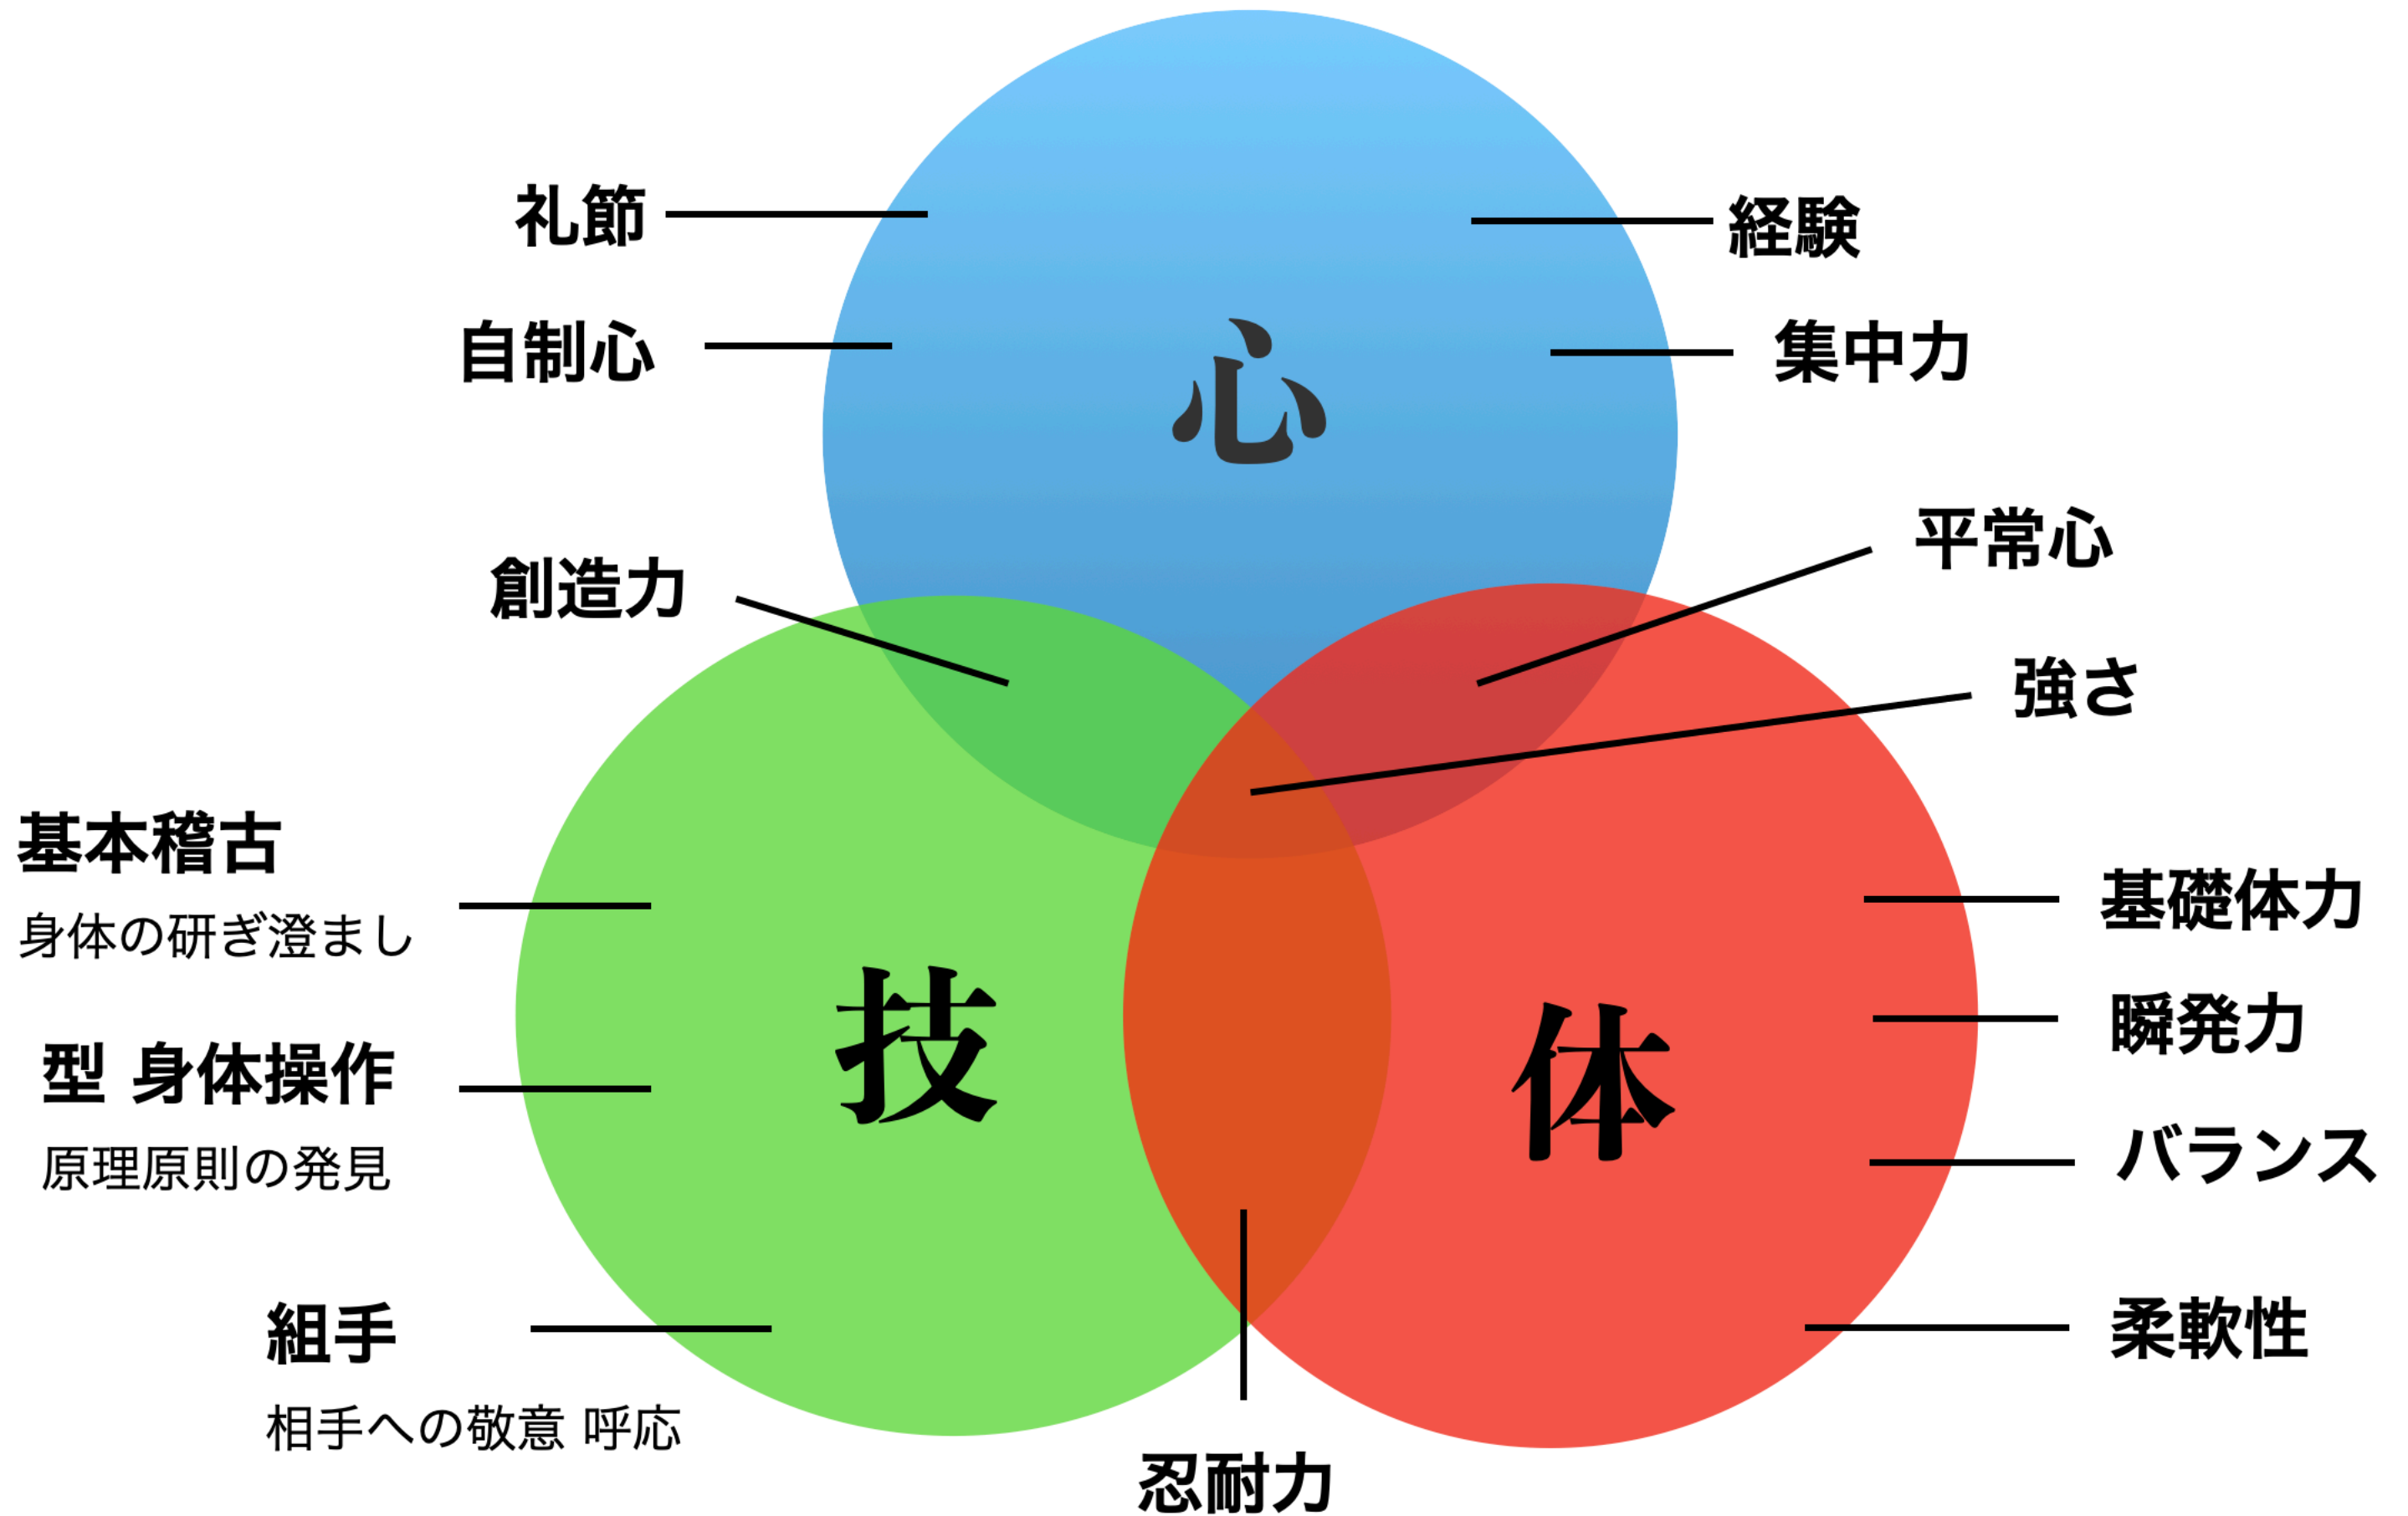 礼節
経験
自制心
集中力
心
平常心
創造力
強さ
基本稽古
身体の研ぎ澄まし
基礎体力
型 身体操作
原理原則の発見
技
体
瞬発力
バランス
組手
相手への敬意 呼応
柔軟性
忍耐力